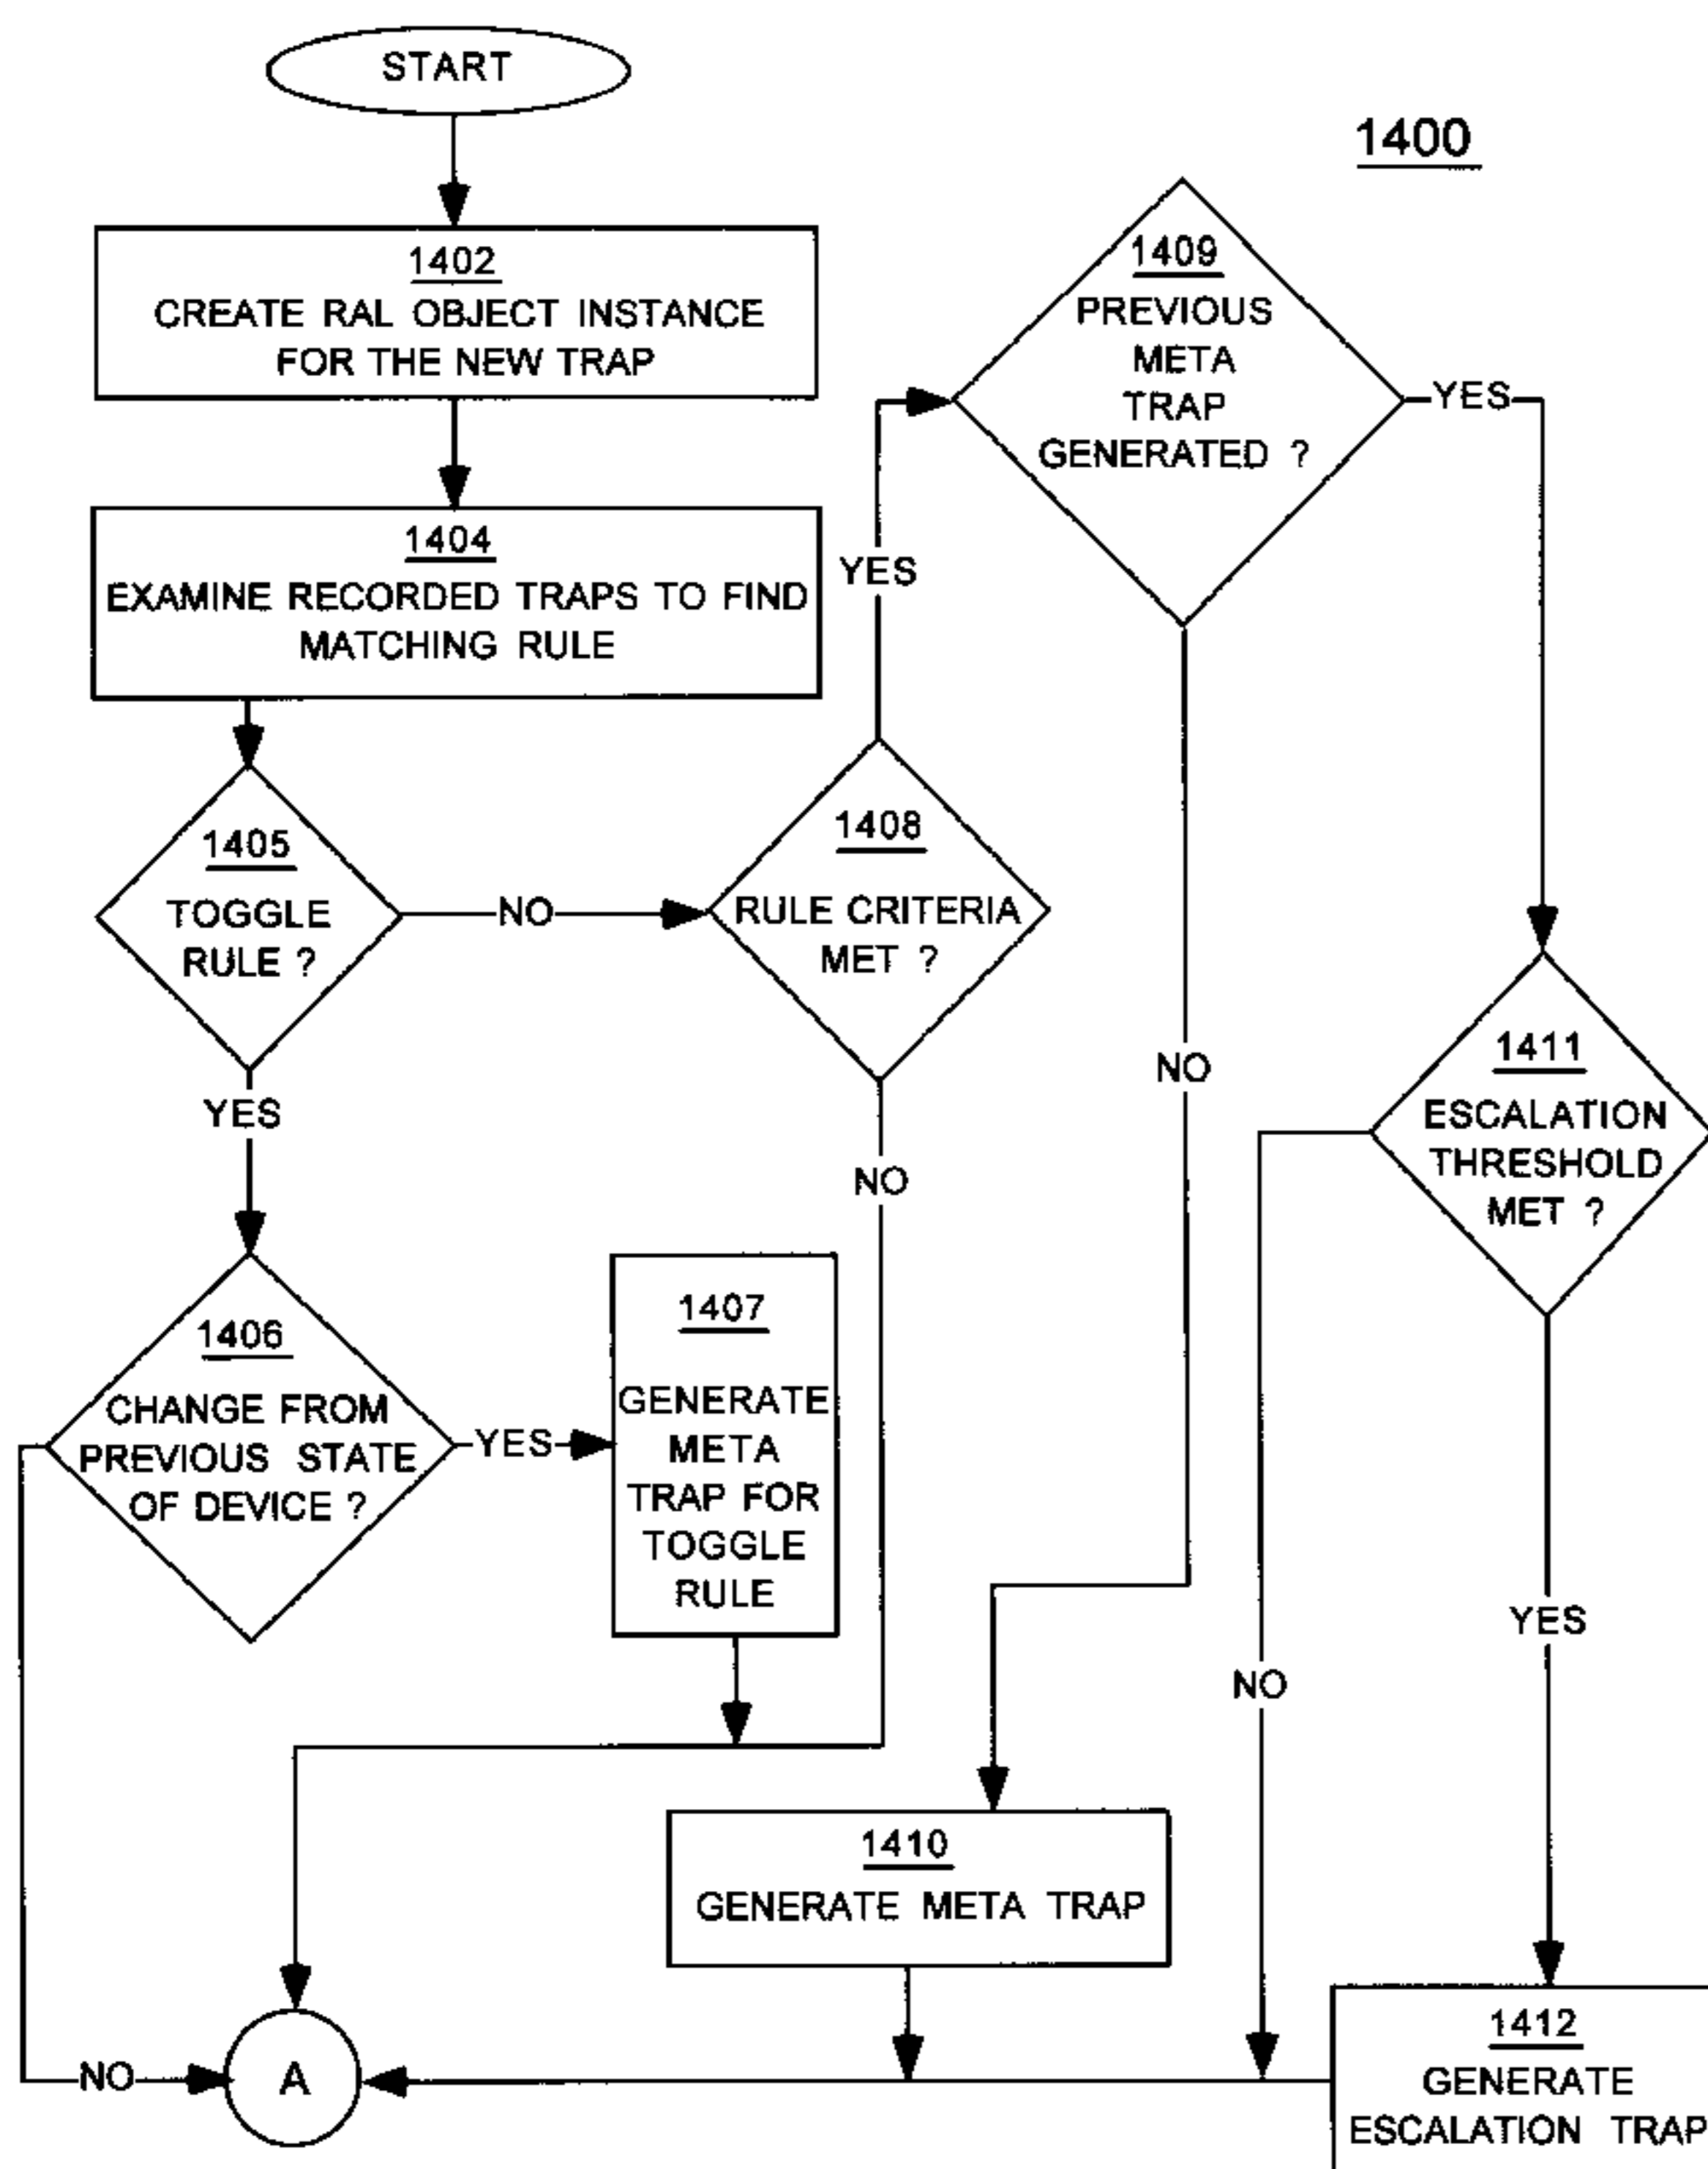 START
1400
1402
CREATE RAL OBJECT INSTANCE
FOR THE NEW TRAP
1404
EXAMINE RECORDED TRAPS TO FIND
MATCHING RULE
1405
TOGGLE
RULE ?
YES
NO
1406
CHANGE FROM
PREVIOUS STATE
OF DEVICE ?
YES
NO
1407
GENERATE
META
TRAP FOR
TOGGLE
RULE
1408
RULE CRITERIA
MET ?
YES
NO
1409
PREVIOUS
META
TRAP
GENERATED ?
YES
NO
1410
GENERATE META TRAP
1411
ESCALATION
THRESHOLD
MET ?
NO
YES
1412
GENERATE
ESCALATION TRAP
A